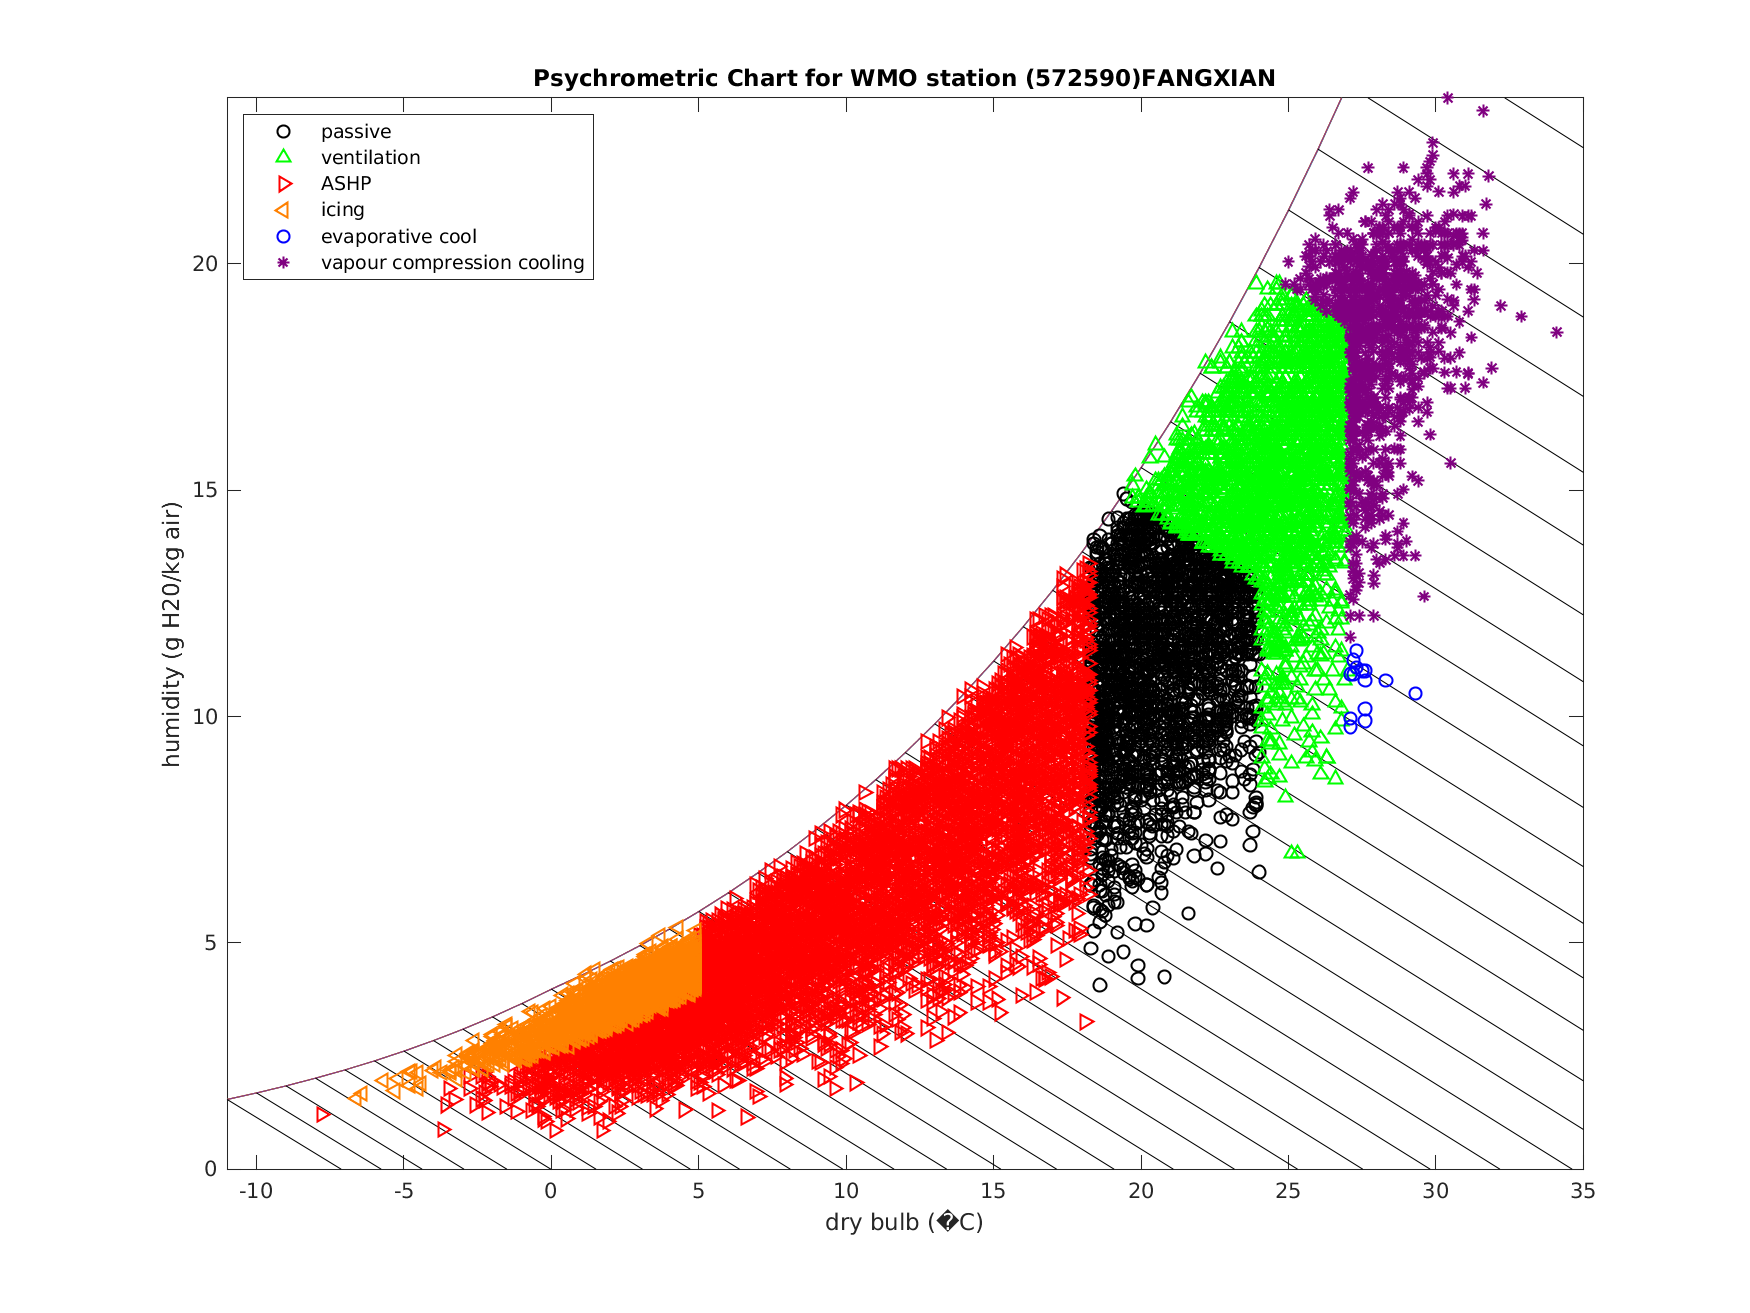 Psychrometric Chart for WMO station (572590)FANGXIAN
passive
ventilation
ASHP
icing
evaporative cool
vapour compression cooling
humidity (g H20/kg air)
20
15
10
5
0
-10 -5 0 5 10 15 20 25 30 35
dry bulb (�C)